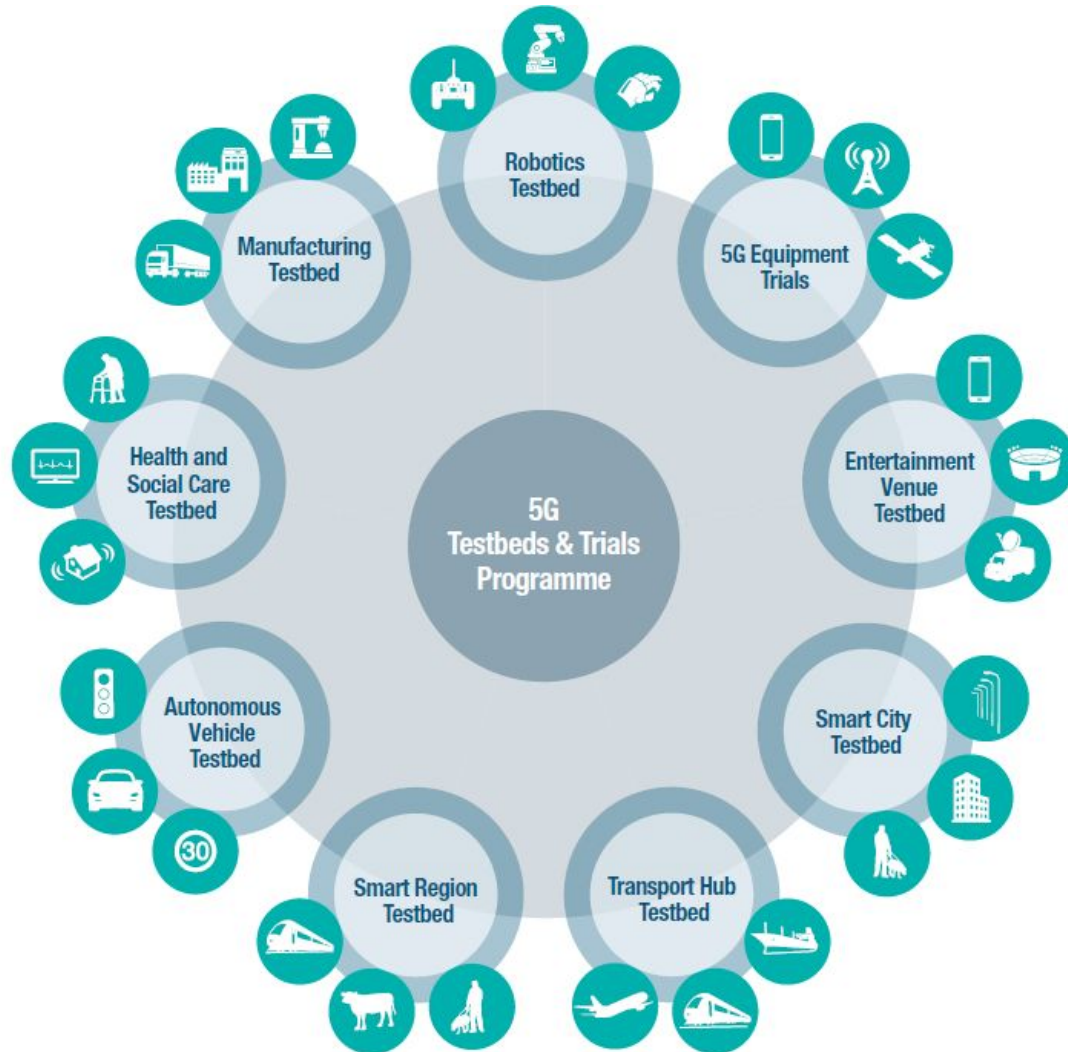 Robotics
Testbed
5G Equipment
Trials
Entertainment
Venue
Testbed
Smart City
Testbed
Transport Hub
Testbed
Smart Region
Testbed
30
Autonomous
Vehicle
Testbed
Health and
Social Care
Testbed
Manufacturing
Testbed
5G
Testbeds & Trials
Programme